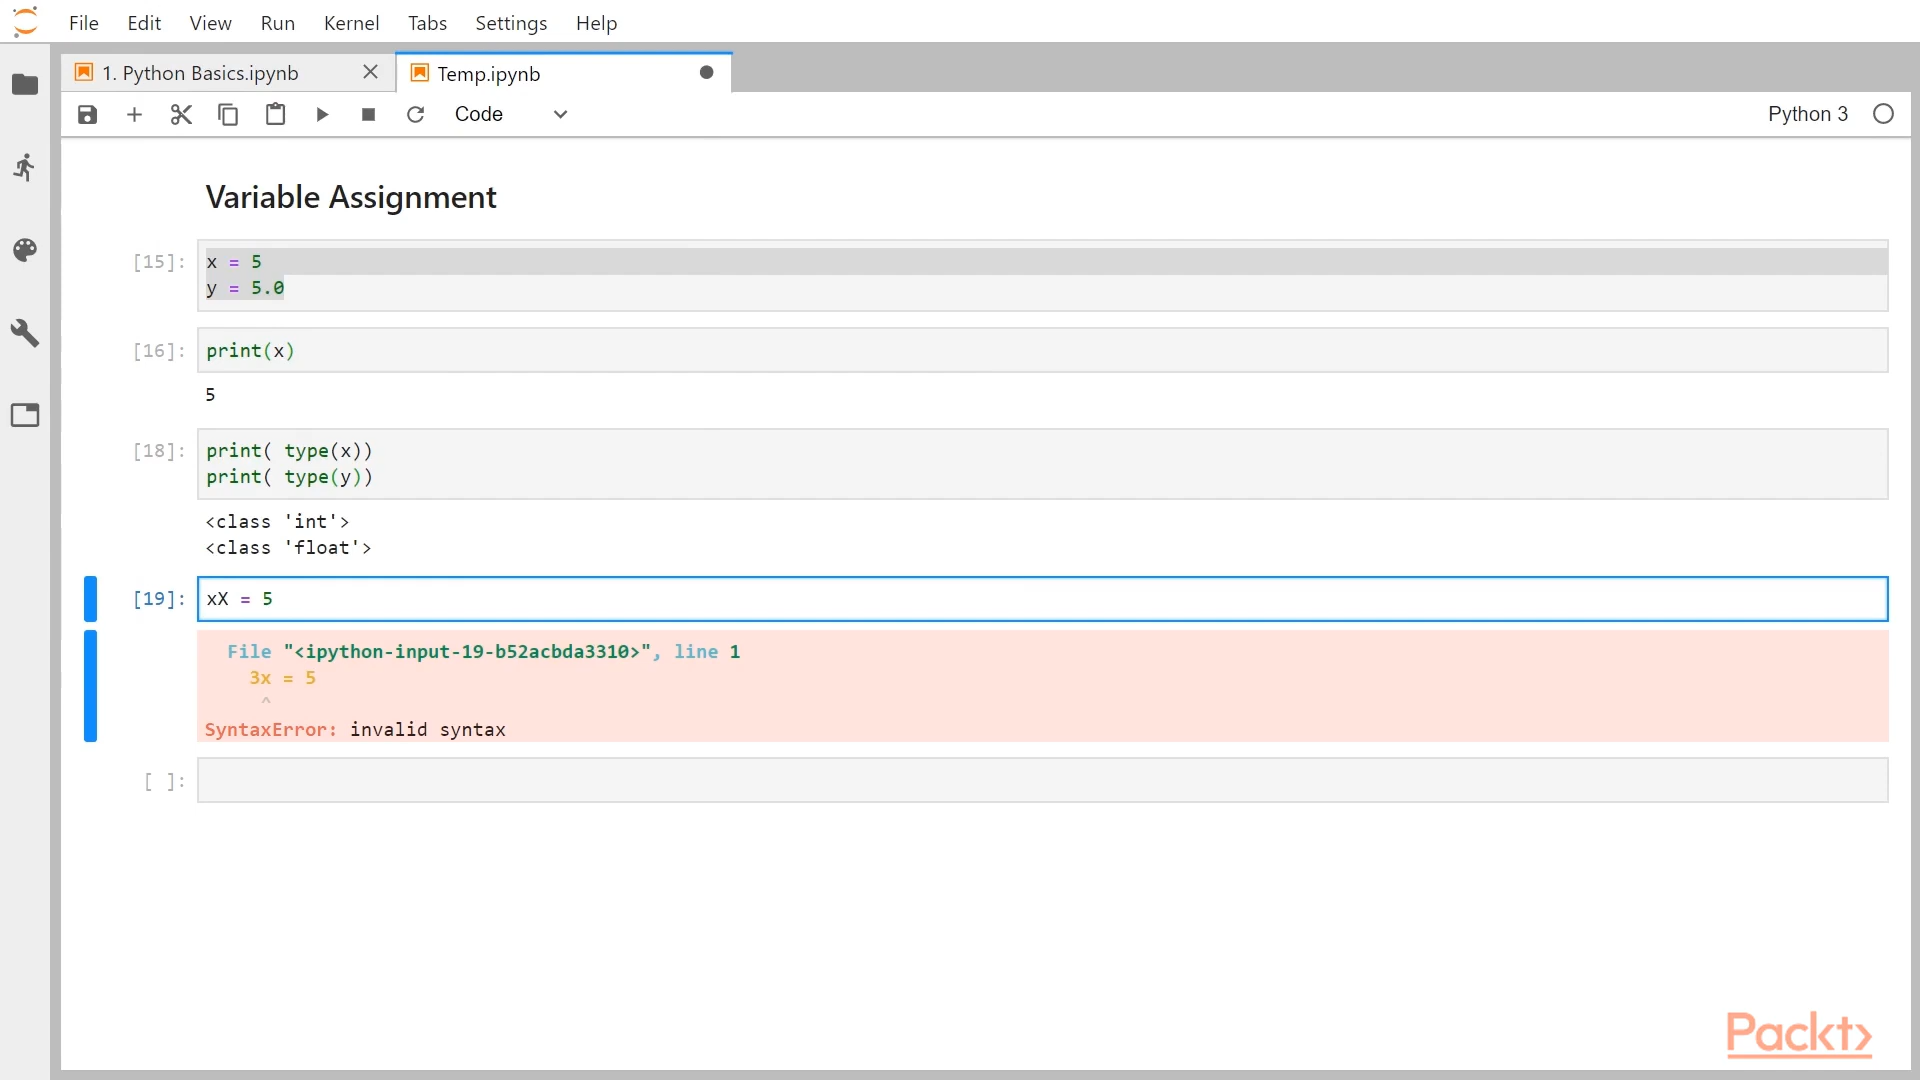 File Edit View Run Kernel Tabs Settings Help
1. Python Basics.ipynb
Temp.ipynb
Code
Python 3
Variable Assignment
[15]: x = 5
y = 5.0
[16]: print(x)
5
[18]: print( type(x))
print( type(y))
<class 'int'>
<class 'float'>
[19]: xX = 5
File "<ipython-input-19-b52acbda3310>", line 1
3x = 5
^
SyntaxError: invalid syntax
[ ]:
Packt>